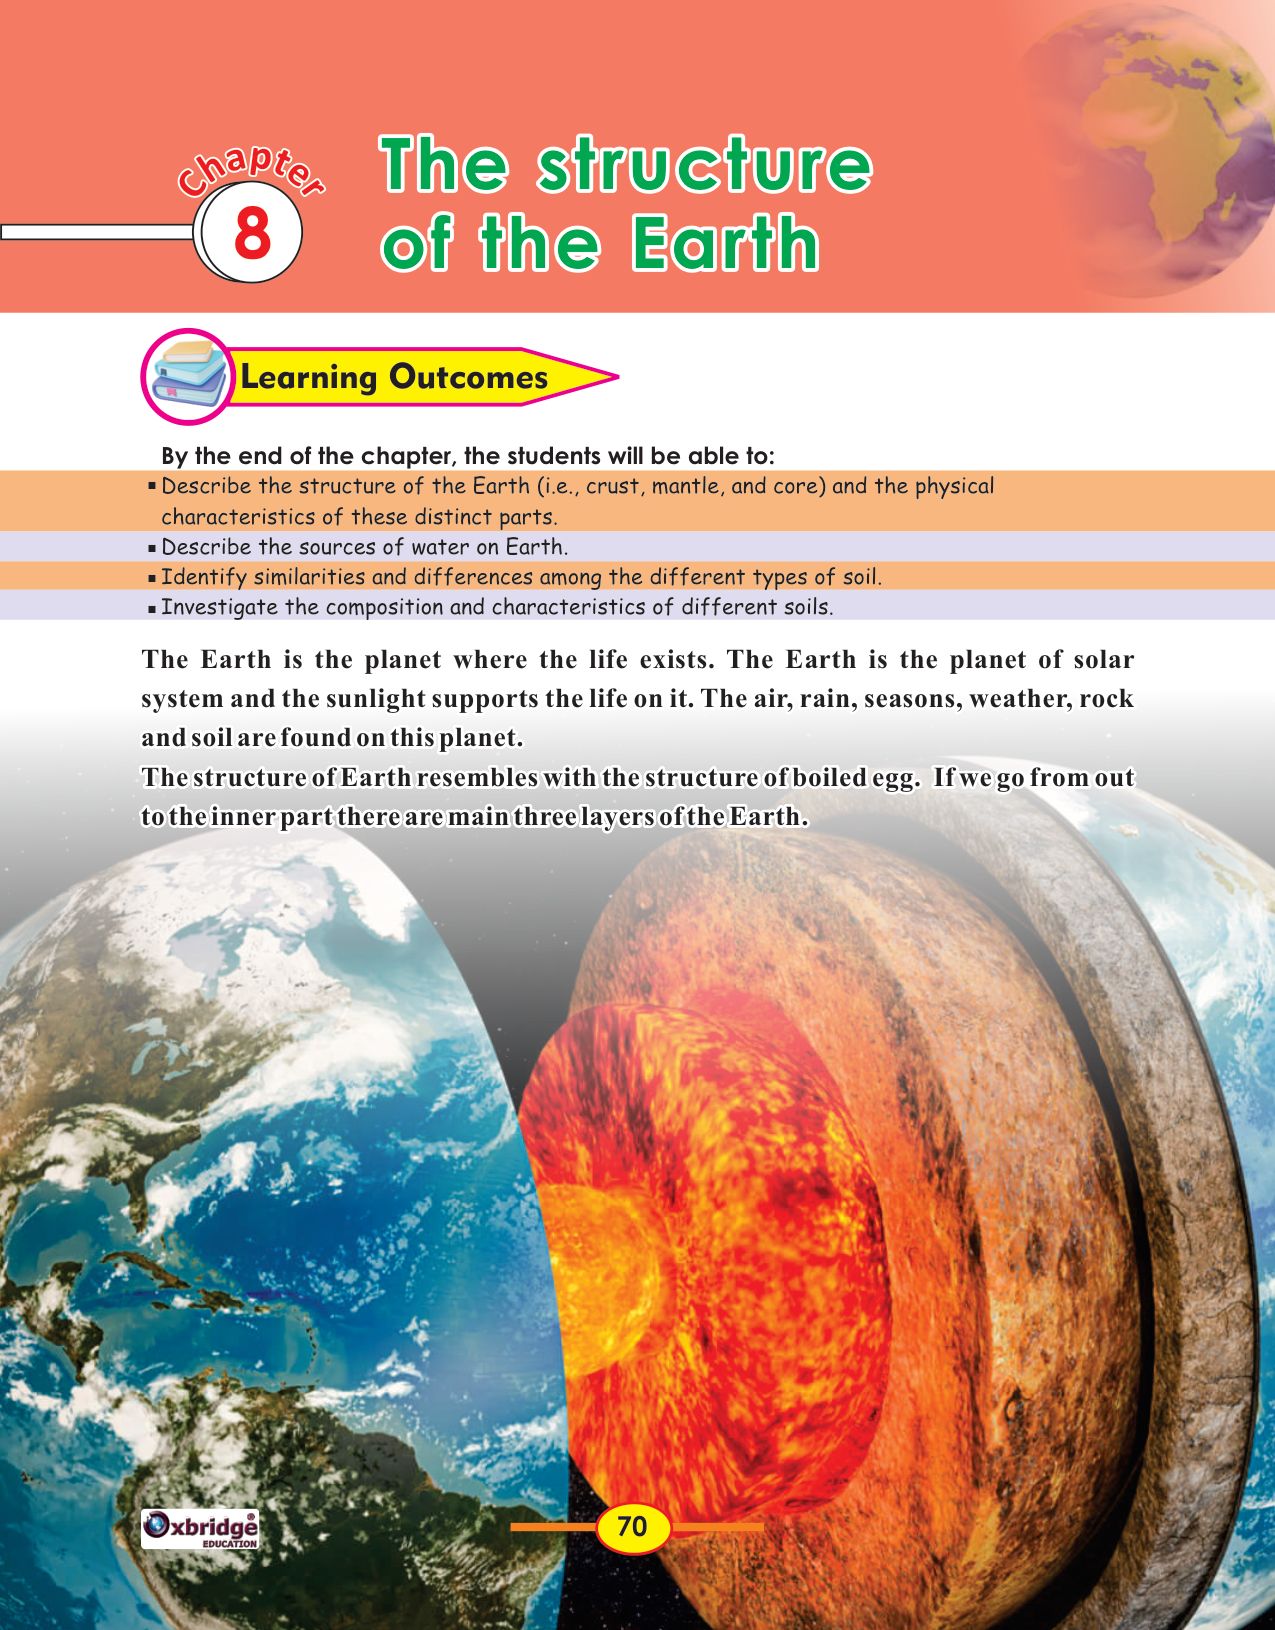 Chapter
8
The structure
of the Earth
Learning Outcomes
By the end of the chapter, the students will be able to:
▪ Describe the structure of the Earth (i.e., crust, mantle, and core) and the physical
characteristics of these distinct parts.
▪ Describe the sources of water on Earth.
▪ Identify similarities and differences among the different types of soil.
▪ Investigate the composition and characteristics of different soils.
The Earth is the planet where the life exists. The Earth is the planet of solar
system and the sunlight supports the life on it. The air, rain, seasons, weather, rock
and soil are found on this planet.
The structure of Earth resembles with the structure of boiled egg. If we go from out
to the inner part there are main three layers of the Earth.
Oxbridge®
EDUCATION
70